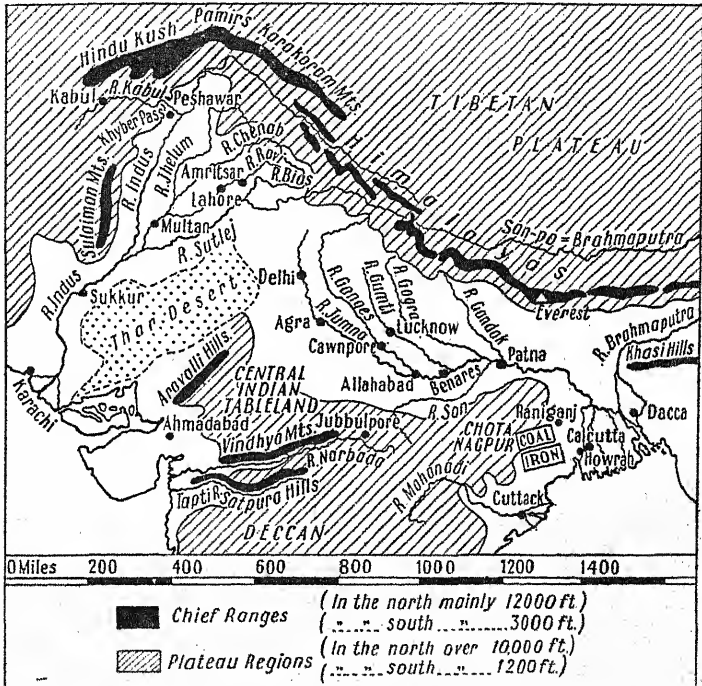 Hindu Kush
Pamirs
Karakoram Mts.
Kabul
R. Kabul
Peshawar
Khyber Pass
TIBETAN
PLATEAU
Sulaiman Mts.
R. Indus
R. Jhelum
R. Chenab
R. Ravi
R. Bias
Amritsar
Lahore
Himalayas
Multan
R. Sutlej
San-po = Brahmaputra
R. Indus
Sukkur
Thar Desert
Delhi
R. Jumna
R. Ganges
R. Gumti
R. Gogra
R. Gandak
Everest
Agra
Lucknow
Cawnpore
R. Brahmaputra
Khasi Hills
Karachi
Aravalli Hills.
CENTRAL
INDIAN
TABLELAND
Allahabad
Benares
Patna
R. Son
Raniganj
Dacca
Ahmadabad
Jubbulpore
Vindhya Mts.
CHOTA
NAGPUR
COAL
IRON
Calcutta
Howrah
R. Narbada
Tapti R.
Satpura Hills
R. Mahanadi
Cuttack
DECCAN
0 Miles 200 400 600 800 1000 1200 1400
Chief Ranges (In the north mainly 12000 ft.)
( " " south " 3000 ft.)
Plateau Regions (In the north over 10,000 ft.)
( " " south " 1200 ft.)